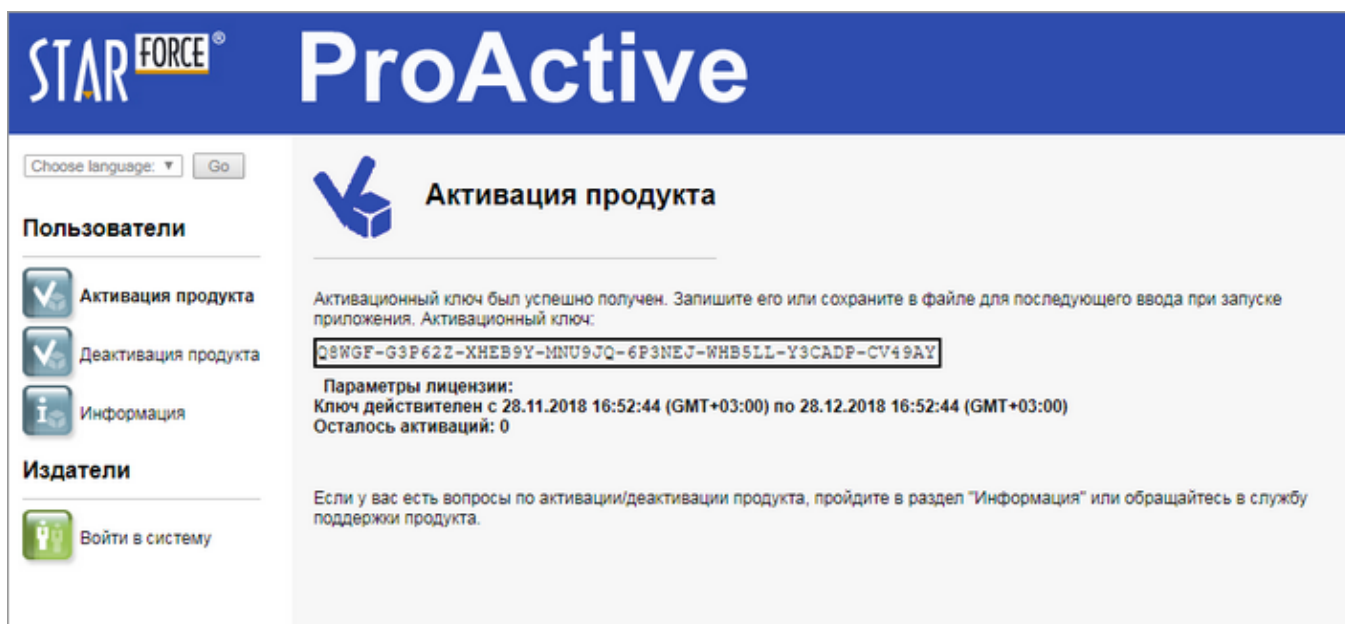 STAR FORCE®
ProActive
Choose language:
Go
Пользователи
Активация продукта
Деактивация продукта
Информация
Издатели
Войти в систему
Активация продукта
Активационный ключ был успешно получен. Запишите его или сохраните в файле для последующего ввода при запуске
приложения. Активационный ключ:
Q8WGF-G3P62Z-XHEB9Y-MNU9JQ-6P3NEJ-WHB5LL-Y3CADP-CV49AY
Параметры лицензии:
Ключ действителен с 28.11.2018 16:52:44 (GMT+03:00) по 28.12.2018 16:52:44 (GMT+03:00)
Осталось активаций: 0
Если у вас есть вопросы по активации/деактивации продукта, пройдите в раздел "Информация" или обращайтесь в службу
поддержки продукта.